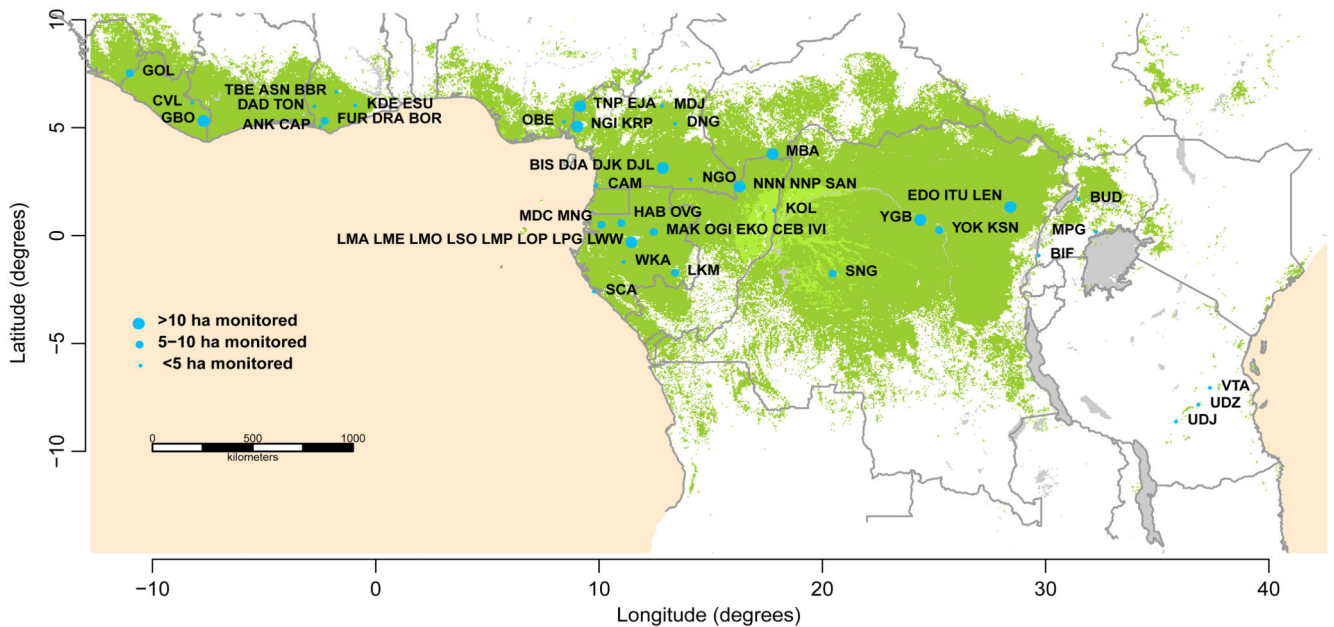 10
5
0
−5
−10
Latitude (degrees)
GOL
CVL
GBO
TBE ASN BBR
DAD TON
ANK CAP
KDE ESU
FUR DRA BOR
OBE
TNP EJA
NGI KRP
MDJ
DNG
MBA
BIS DJA DJK DJL
NGO
NNN NNP SAN
CAM
KOL
EDO ITU LEN
BUD
MDC MNG
HAB OVG
YGB
YOK KSN
MPG
MAK OGI EKO CEB IVI
LMA LME LMO LSO LMP LOP LPG LWW
BIF
WKA
LKM
SNG
SCA
>10 ha monitored
5−10 ha monitored
<5 ha monitored
VTA
UDZ
UDJ
0 500 1000
kilometers
−10 0 10 20 30 40
Longitude (degrees)